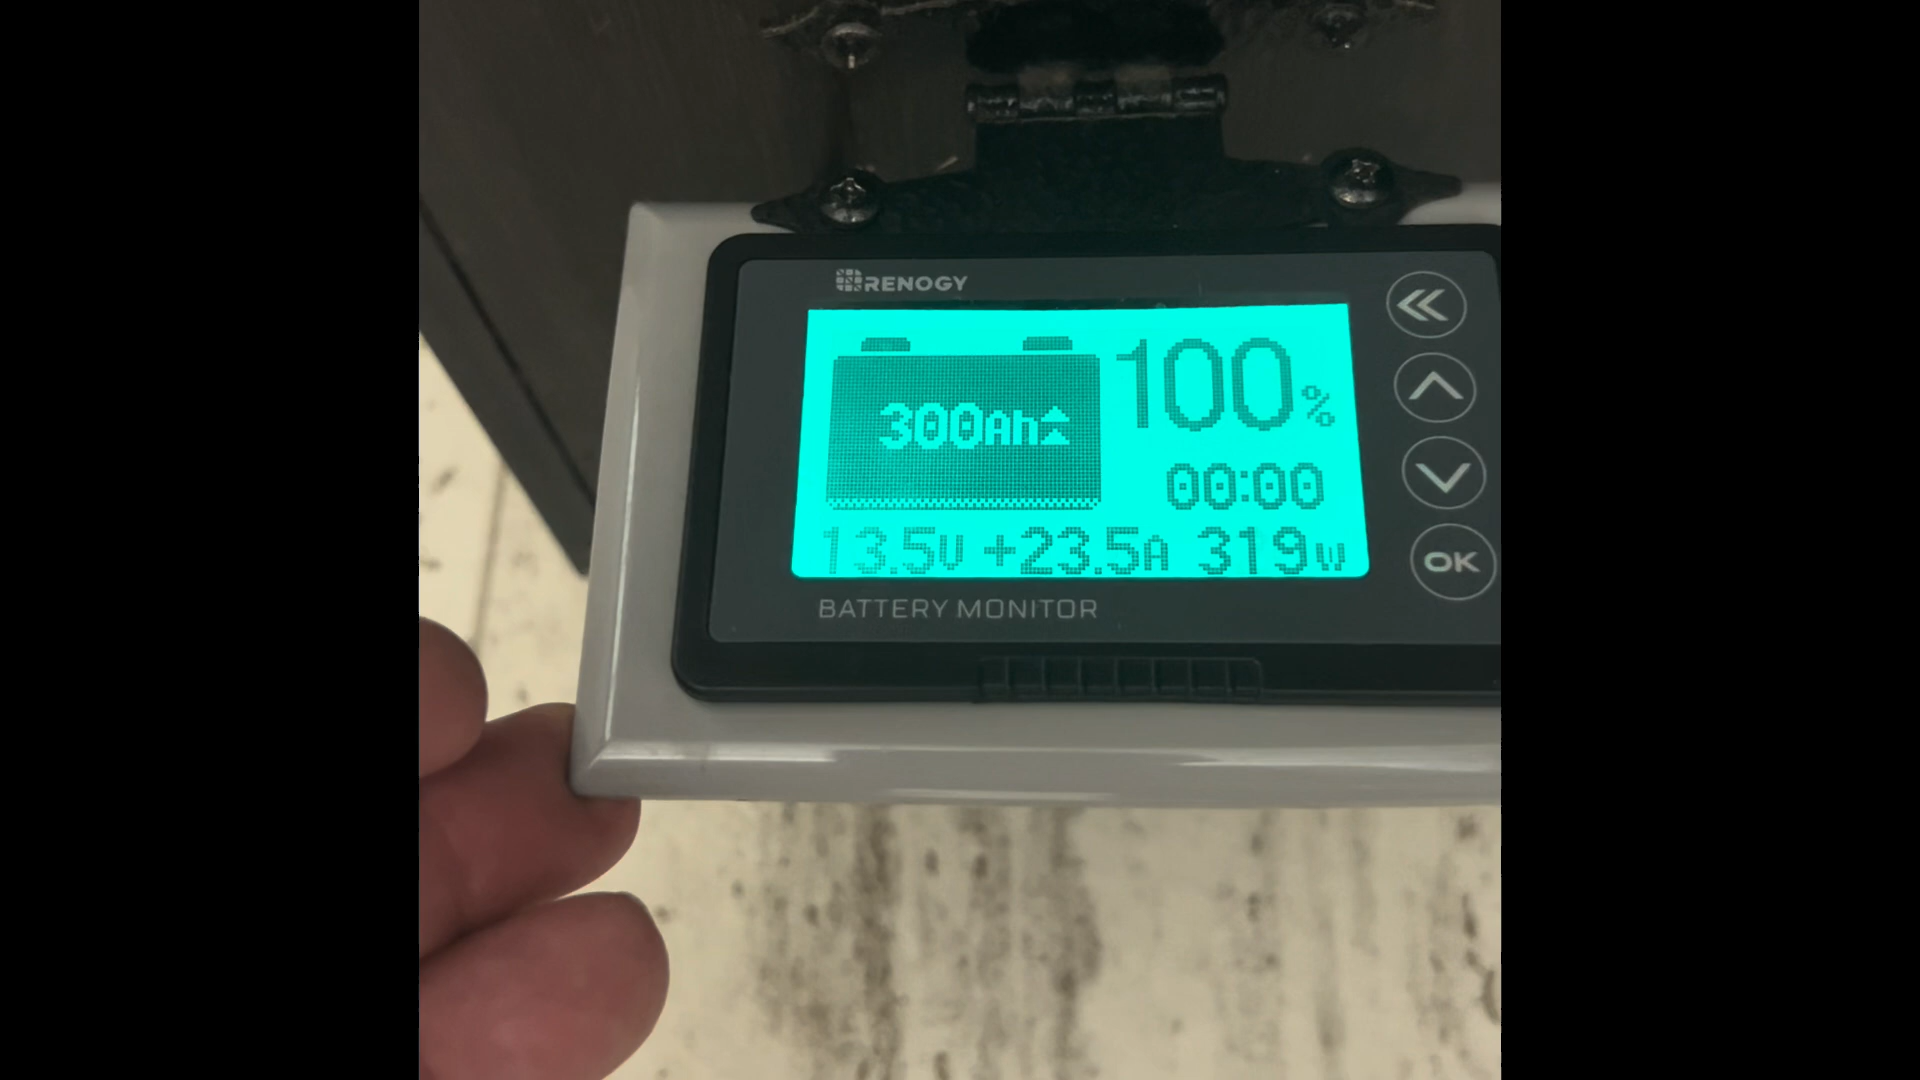 RENOGY
300Ah
100%
00:00
13.5V +23.5A 319W
BATTERY MONITOR
OK